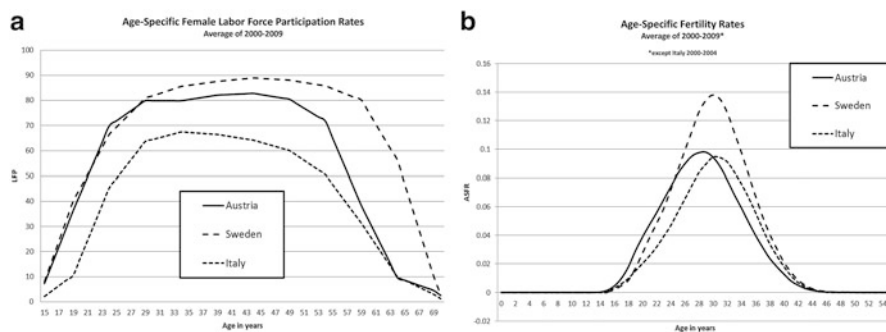 a
Age-Specific Female Labor Force Participation Rates
Average of 2000-2009
100
90
80
70
60
50
40
30
20
10
0
LFP
Austria
Sweden
Italy
15 17 19 21 23 25 27 29 31 33 35 37 39 41 43 45 47 49 51 53 55 57 59 61 63 65 67 69
Age in years
b
Age-Specific Fertility Rates
Average of 2000-2009*
*except Italy 2000-2004
0.16
0.14
0.12
0.1
0.08
0.06
0.04
0.02
0
-0.02
ASFR
Austria
Sweden
Italy
0 2 4 6 8 10 12 14 16 18 20 22 24 26 28 30 32 34 36 38 40 42 44 46 48 50 52 54
Age in years